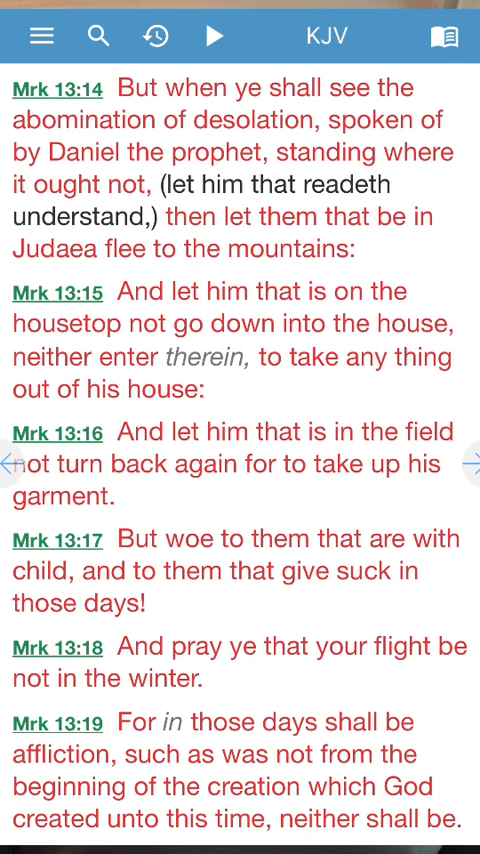 KJV
Mrk 13:14 But when ye shall see the
abomination of desolation, spoken of
by Daniel the prophet, standing where
it ought not, (let him that readeth
understand,) then let them that be in
Judaea flee to the mountains:
Mrk 13:15 And let him that is on the
housetop not go down into the house,
neither enter therein, to take any thing
out of his house:
Mrk 13:16 And let him that is in the field
not turn back again for to take up his
garment.
Mrk 13:17 But woe to them that are with
child, and to them that give suck in
those days!
Mrk 13:18 And pray ye that your flight be
not in the winter.
Mrk 13:19 For in those days shall be
affliction, such as was not from the
beginning of the creation which God
created unto this time, neither shall be.